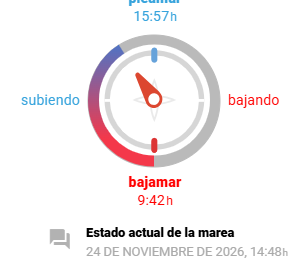 pleamar
15:57h
subiendo
bajando
bajamar
9:42h
Estado actual de la marea
24 DE NOVIEMBRE DE 2026, 14:48h